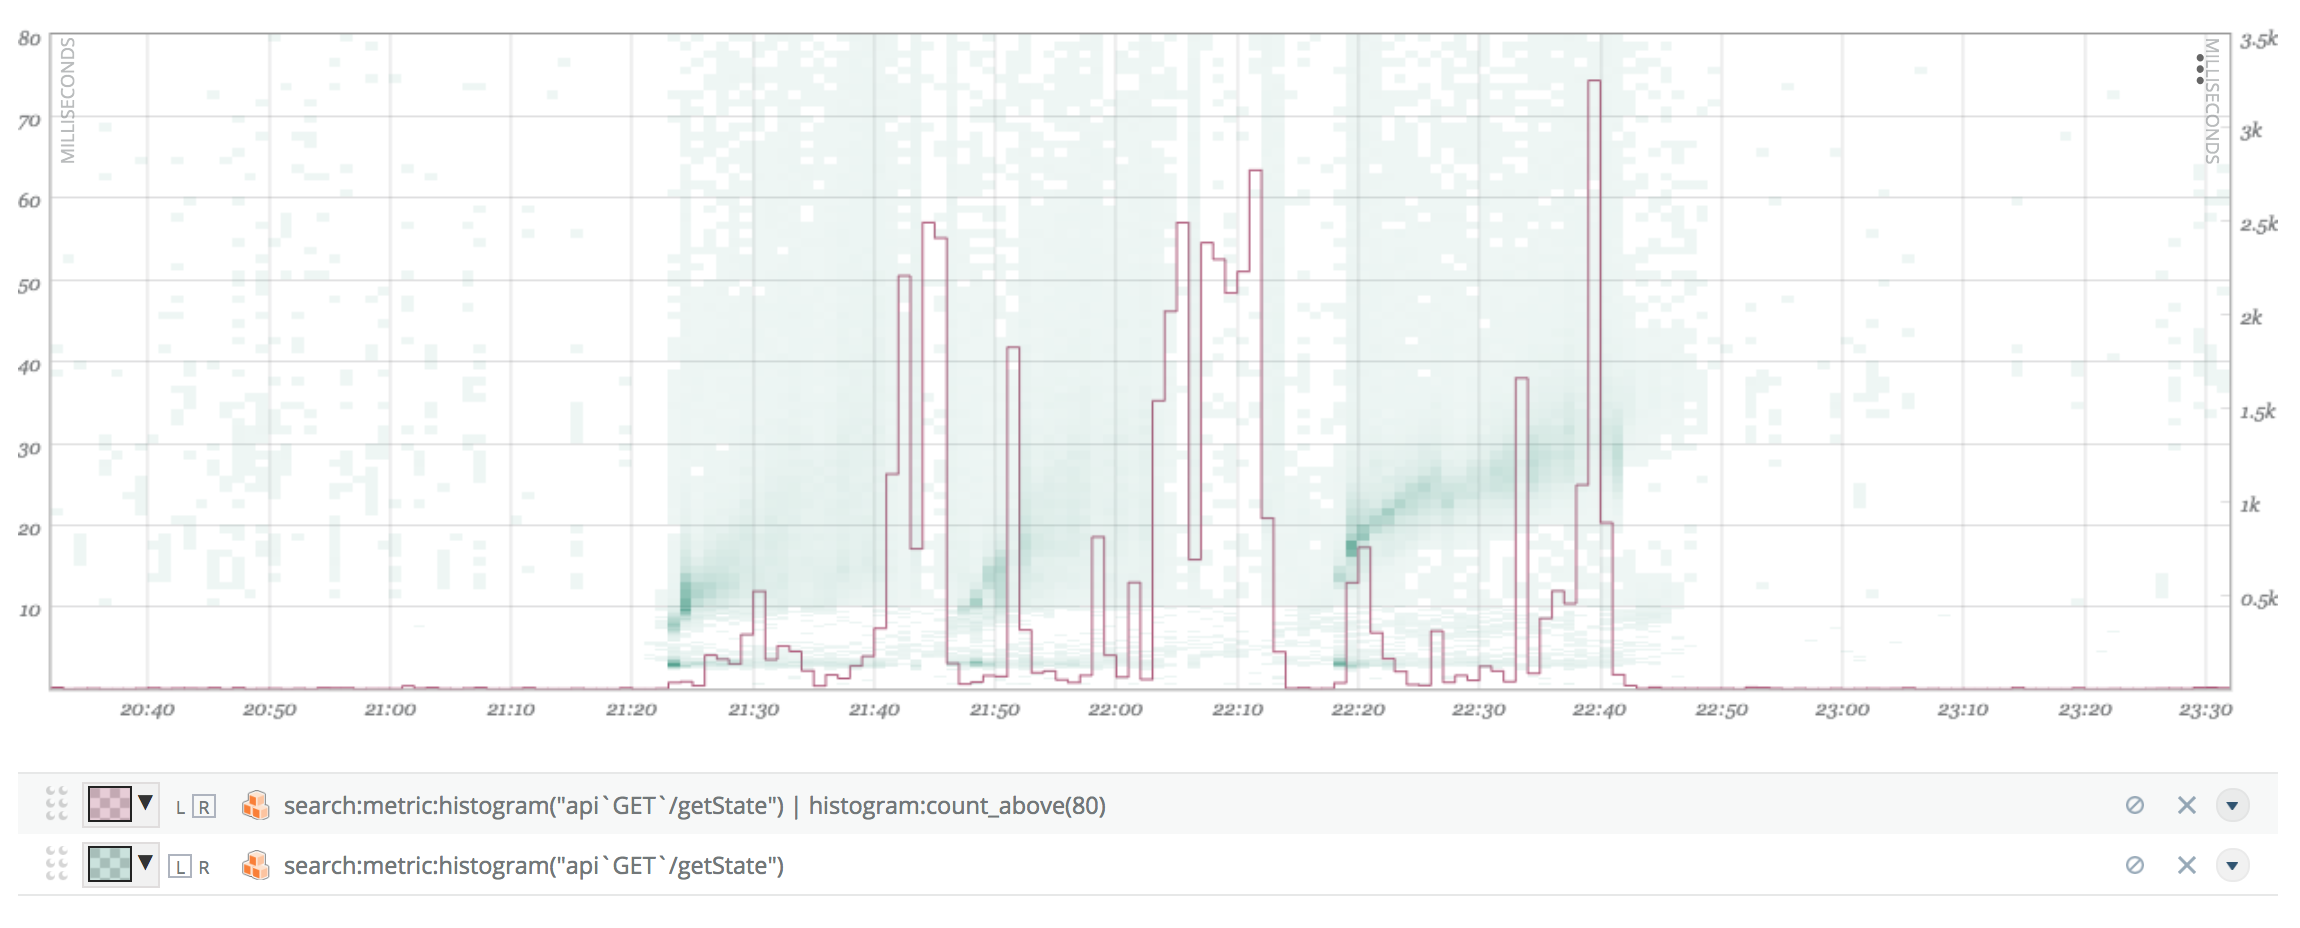 80
70
60
50
40
30
20
10
MILLISECONDS
MILLISECONDS
3.5k
3k
2.5k
2k
1.5k
1k
0.5k
20:40 20:50 21:00 21:10 21:20 21:30 21:40 21:50 22:00 22:10 22:20 22:30 22:40 22:50 23:00 23:10 23:20 23:30
L R search:metric:histogram("api`GET`/getState") | histogram:count_above(80)
L R search:metric:histogram("api`GET`/getState")